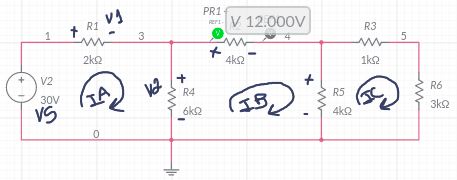 V1
PR1
REF1
V 12.000V
+ R1 -
1
3
4
R3
5
2kΩ
+ -
4kΩ
1kΩ
V2
30V
VS
IA
V2
+
R4
6kΩ
-
IB
+
R5
4kΩ
-
IC
R6
3kΩ
0